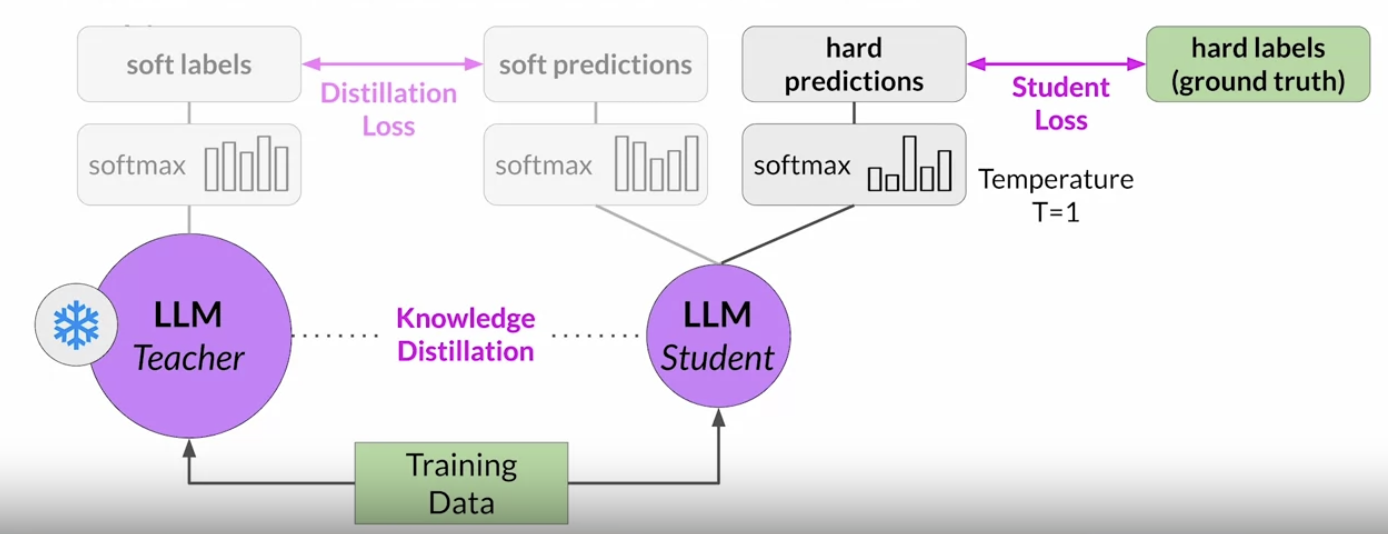 soft labels
Distillation
Loss
soft predictions
hard
predictions
Student
Loss
hard labels
(ground truth)
softmax
softmax
softmax
Temperature
T=1
LLM
Teacher
Knowledge
Distillation
LLM
Student
Training
Data